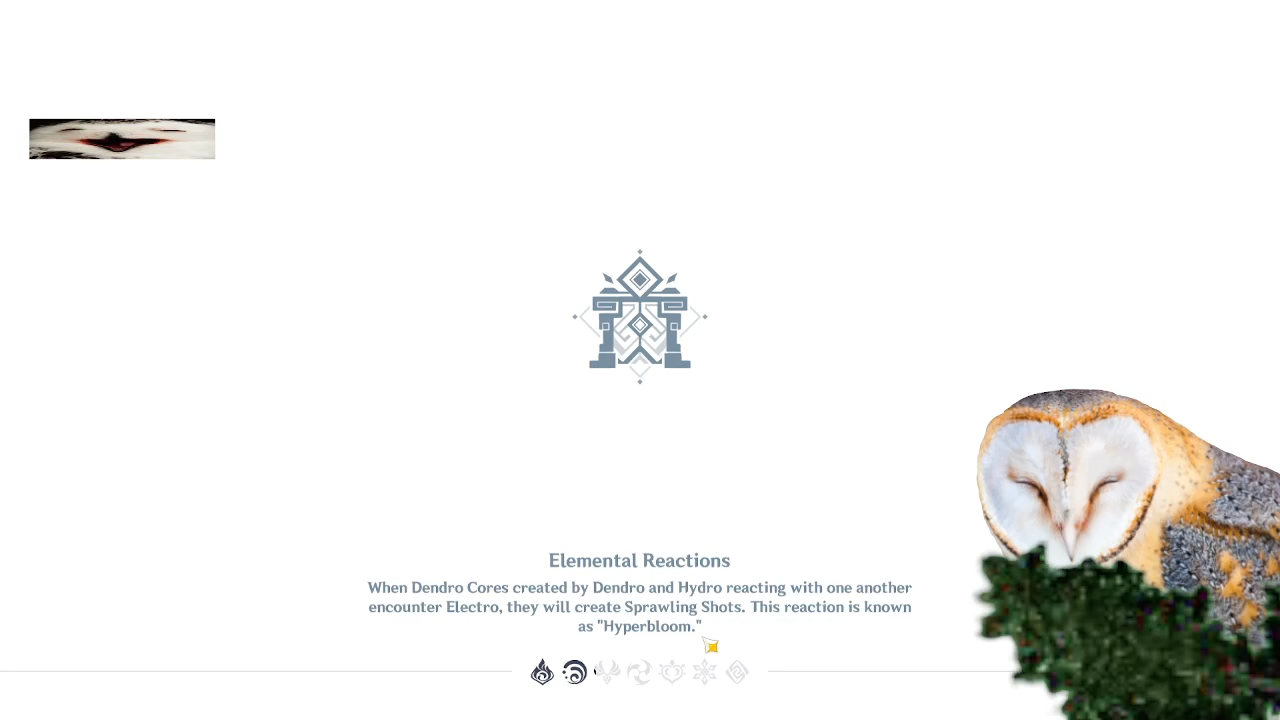 Elemental Reactions
When Dendro Cores created by Dendro and Hydro reacting with one another
encounter Electro, they will create Sprawling Shots. This reaction is known
as "Hyperbloom."